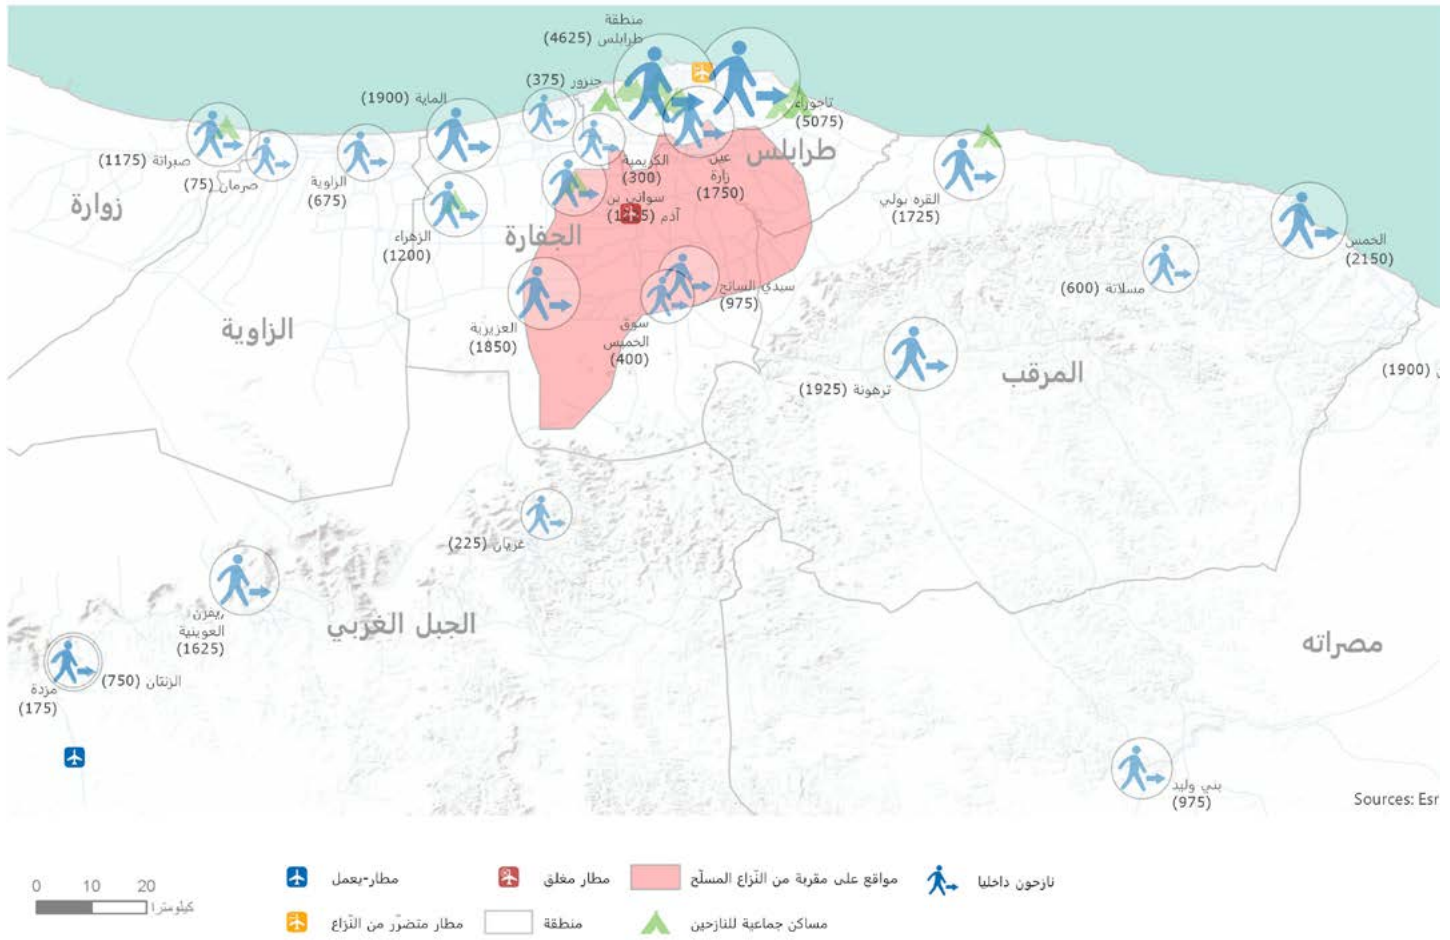 منطقة
طرابلس (4625)
جنزور (375)
الماية (1900)
تاجوراء
(5075)
صبراتة (1175)
صرمان (75)
الزاوية
(675)
الكريمية
(300)
عين
زارة
(1750)
طرابلس
زوارة
سواني بن
آدم
القره بولي
(1725)
الزهراء
(1200)
الجفارة
الخمس
(2150)
مسلاتة (600)
سيدي السائح
(975)
العزيزية
(1850)
سوق
الخميس
(400)
الزاوية
ترهونة (1925)
المرقب
(1900)
غريان (225)
يفرن,
العوينية
(1625)
الجبل الغربي
مصراته
الزنتان (750)
مزدة
(175)
بني وليد
(975)
Sources: Esr
0 10 20
كيلومترا
مطار-يعمل
مطار مغلق
مواقع على مقربة من النّزاع المسلّح
نازحون داخليا
مطار متضرّر من النّزاع
منطقة
مساكن جماعية للنازحين